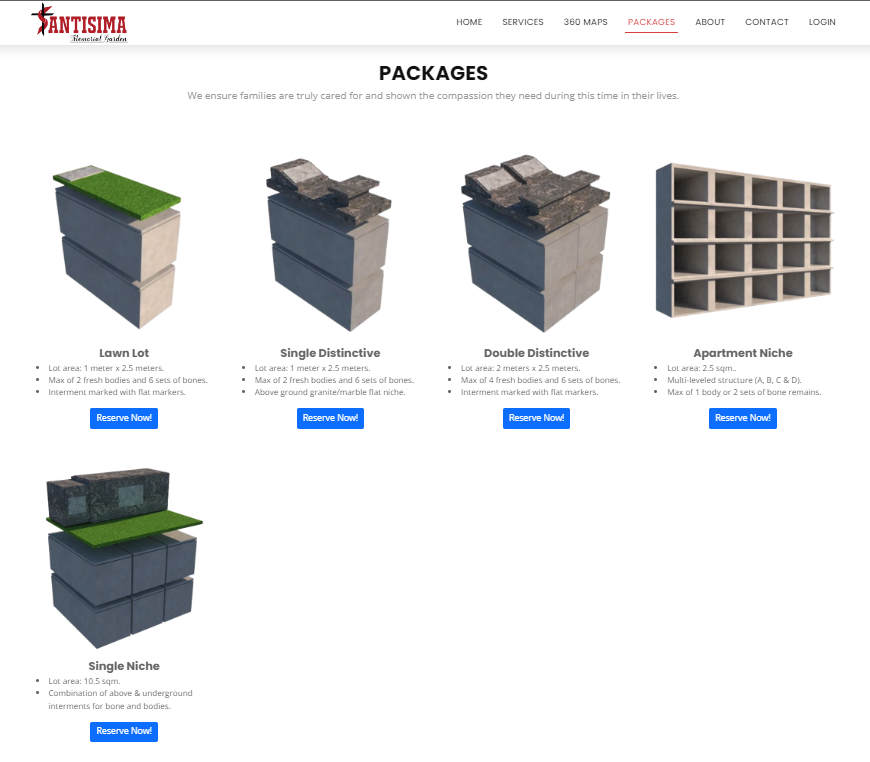 SANTISIMA
Memorial Garden
HOME SERVICES 360 MAPS PACKAGES ABOUT CONTACT LOGIN
PACKAGES
We ensure families are truly cared for and shown the compassion they need during this time in their lives.
Lawn Lot
Lot area: 1 meter x 2.5 meters.
Max of 2 fresh bodies and 6 sets of bones.
Interment marked with flat markers.
Reserve Now!
Single Distinctive
Lot area: 1 meter x 2.5 meters.
Max of 2 fresh bodies and 6 sets of bones.
Above ground granite/marble flat niche.
Reserve Now!
Double Distinctive
Lot area: 2 meters x 2.5 meters.
Max of 4 fresh bodies and 6 sets of bones.
Interment marked with flat markers.
Reserve Now!
Apartment Niche
Lot area: 2.5 sqm..
Multi-leveled structure (A, B, C & D).
Max of 1 body or 2 sets of bone remains.
Reserve Now!
Single Niche
Lot area: 10.5 sqm.
Combination of above & underground
interments for bone and bodies.
Reserve Now!